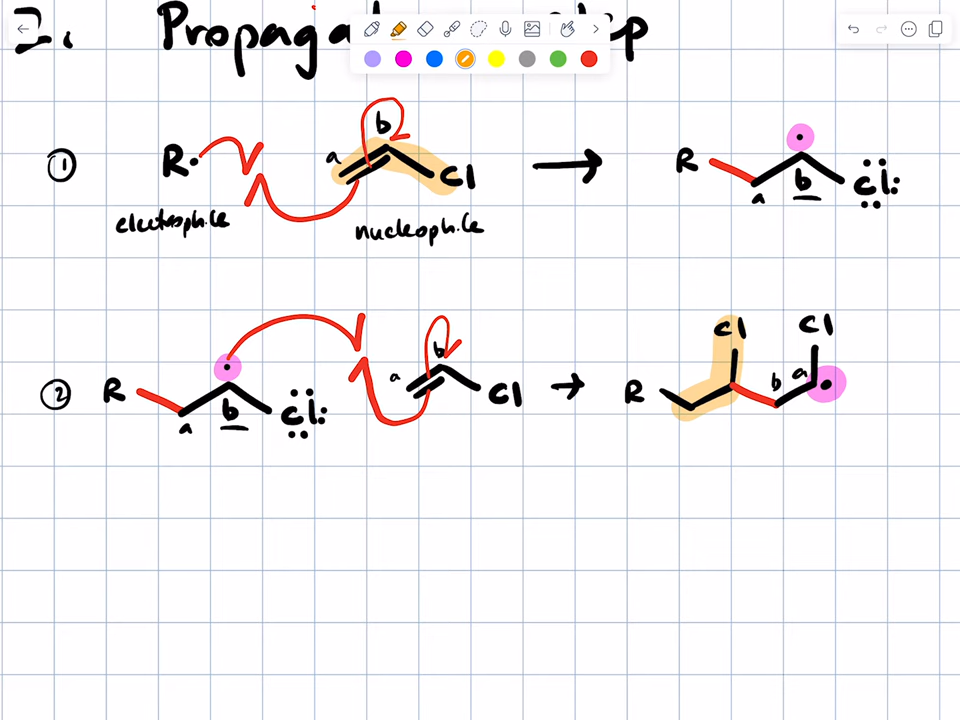 2. Propaga p
b
① R· a Cl → R b Cl
a
electrophile nucleophile
Cl Cl
② R b Cl a b Cl → R b a
a